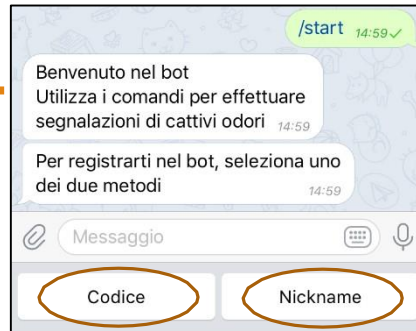 /start 14:59
Benvenuto nel bot
Utilizza i comandi per effettuare
segnalazioni di cattivi odori 14:59
Per registrarti nel bot, seleziona uno
dei due metodi 14:59
Messaggio
Codice Nickname